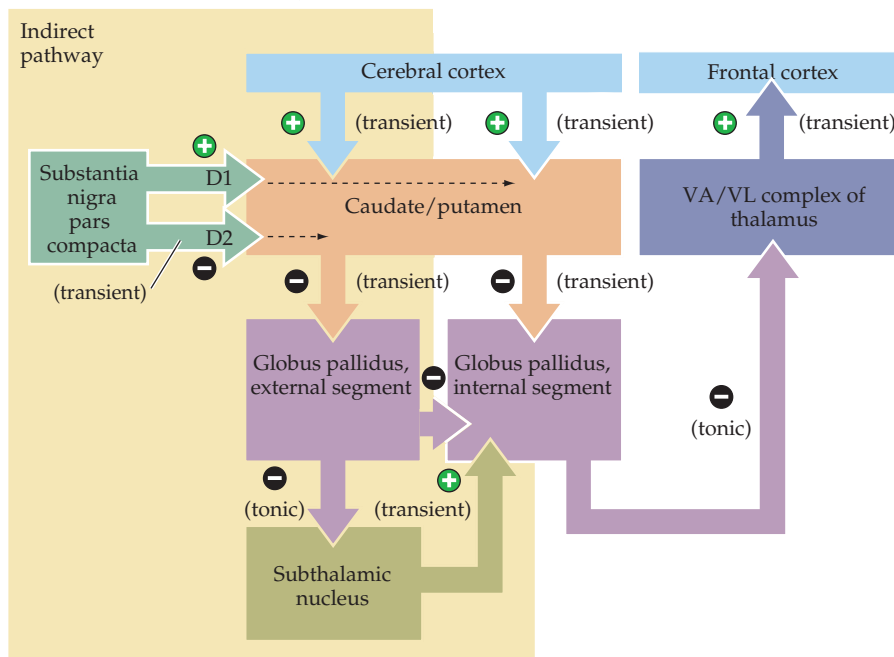 Indirect
pathway
Cerebral cortex
Frontal cortex
+ (transient)
+ (transient)
+ (transient)
+
Substantia
nigra
pars
compacta
D1
D2
−
(transient)
Caudate/putamen
VA/VL complex of
thalamus
− (transient)
− (transient)
Globus pallidus,
external segment
−
Globus pallidus,
internal segment
−
(tonic)
−
(tonic)
+
(transient)
Subthalamic
nucleus